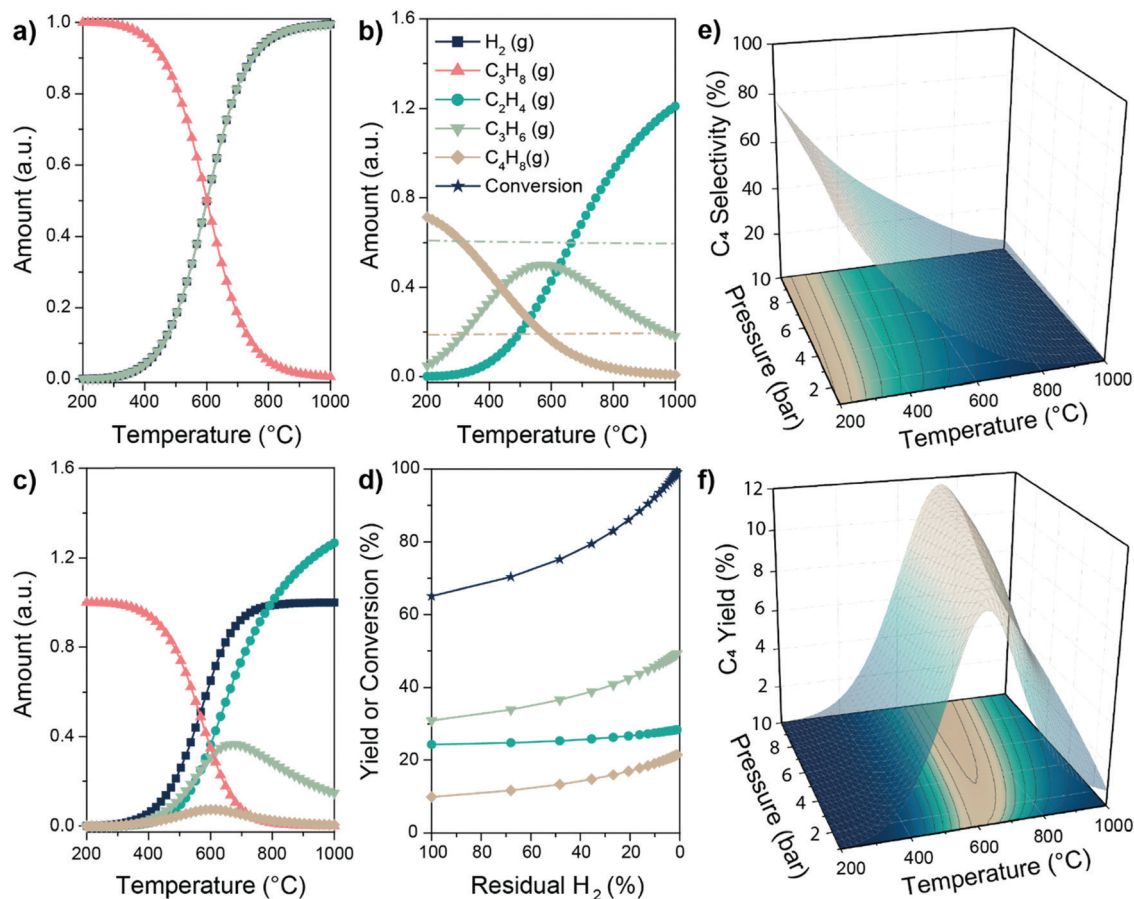 a)
1.0
0.8
0.6
0.4
0.2
0.0
Amount (a.u.)
200 400 600 800 1000
Temperature (°C)
b)
1.6
1.2
0.8
0.4
0.0
Amount (a.u.)
H₂ (g)
C₃H₈ (g)
C₂H₄ (g)
C₃H₆ (g)
C₄H₈(g)
Conversion
200 400 600 800 1000
Temperature (°C)
e)
100
80
60
40
20
C₄ Selectivity (%)
10
8
6
4
2
Pressure (bar)
200 400 600 800 1000
Temperature (°C)
c)
1.6
1.2
0.8
0.4
0.0
Amount (a.u.)
200 400 600 800 1000
Temperature (°C)
d)
100
80
60
40
20
0
Yield or Conversion (%)
100 80 60 40 20 0
Residual H₂ (%)
f)
12
10
8
6
4
2
C₄ Yield (%)
10
8
6
4
2
Pressure (bar)
200 400 600 800 1000
Temperature (°C)